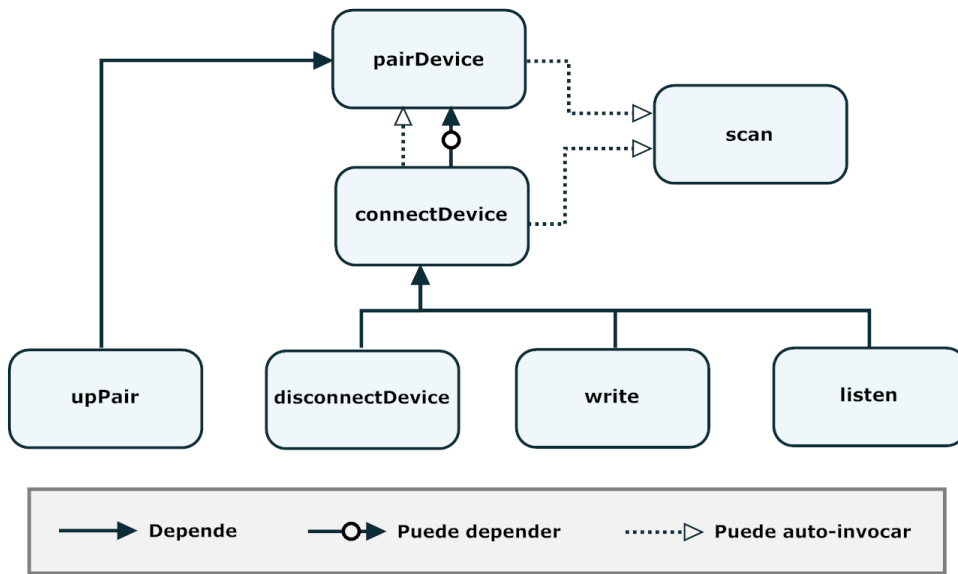 pairDevice
scan
connectDevice
upPair
disconnectDevice
write
listen
Depende
Puede depender
Puede auto-invocar